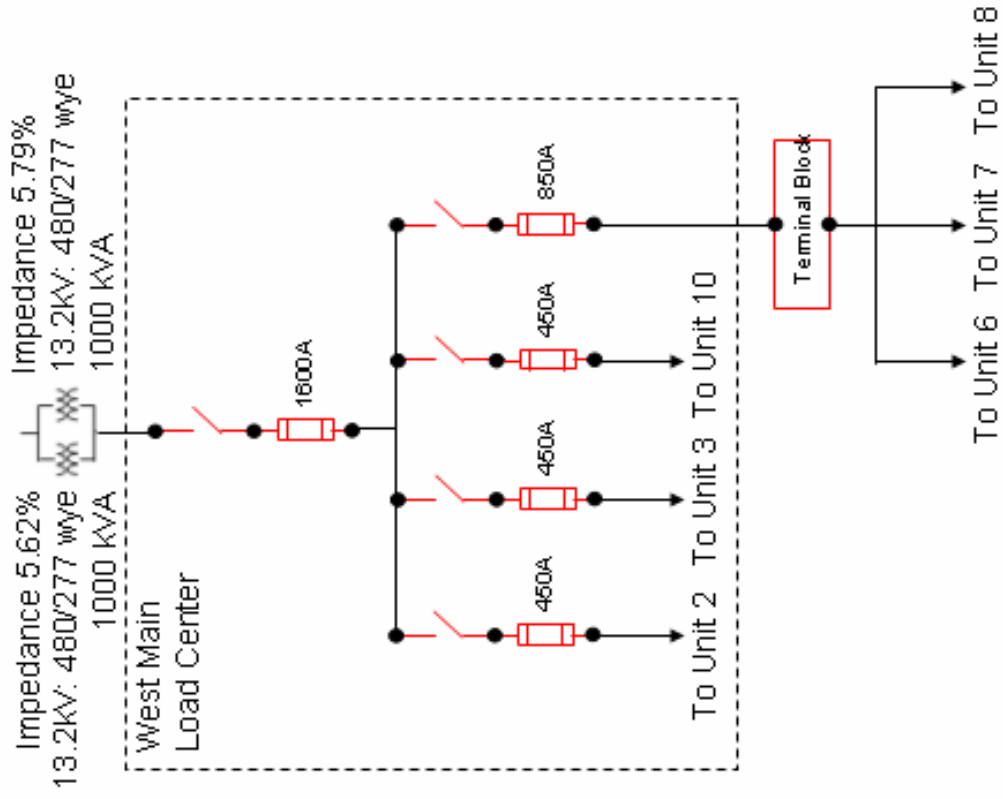 Impedance 5.62%
13.2KV: 480/277 wye
1000 KVA
Impedance 5.79%
13.2KV: 480/277 wye
1000 KVA
West Main
Load Center
1600A
450A
450A
450A
850A
To Unit 2
To Unit 3
To Unit 10
Terminal Block
To Unit 6
To Unit 7
To Unit 8